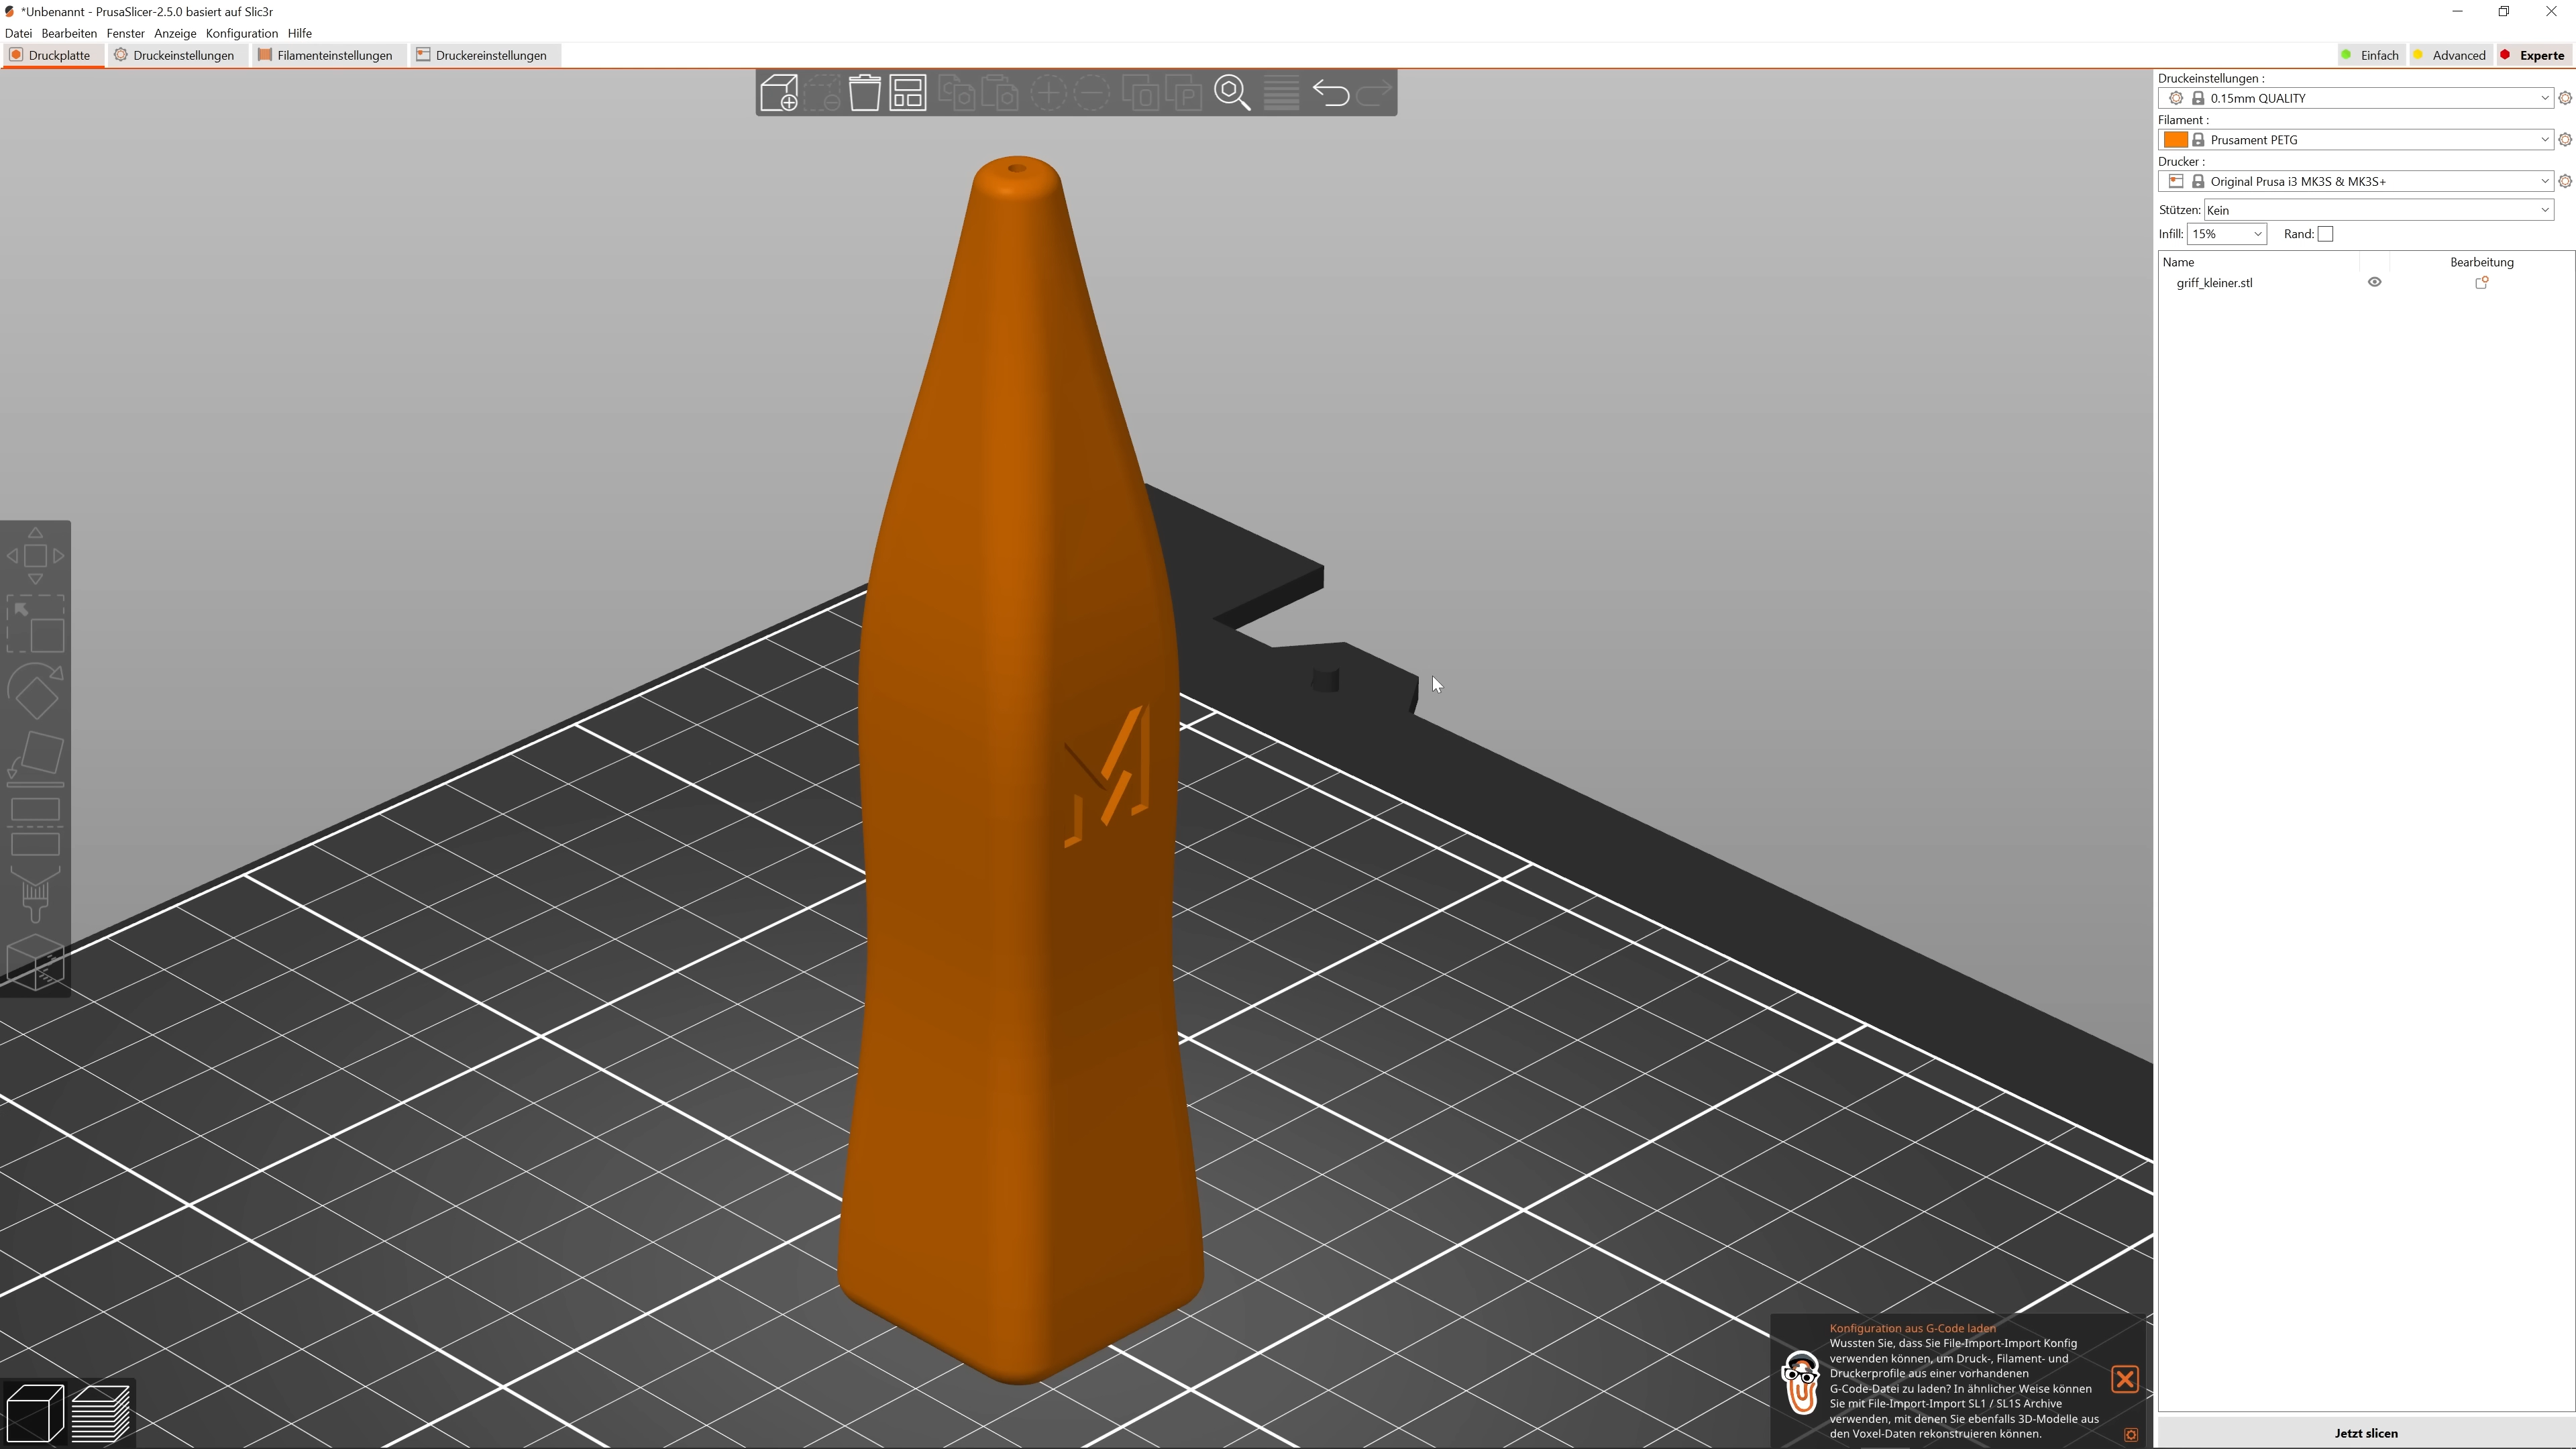 *Unbenannt - PrusaSlicer-2.5.0 basiert auf Slic3r
Datei Bearbeiten Fenster Anzeige Konfiguration Hilfe
Druckplatte Druckeinstellungen Filamenteinstellungen Druckereinstellungen Einfach Advanced Experte
Druckeinstellungen :
0.15mm QUALITY
Filament :
Prusament PETG
Drucker :
Original Prusa i3 MK3S & MK3S+
Stützen: Kein
Infill: 15% Rand:
Name Bearbeitung
griff_kleiner.stl
M
Konfiguration aus G-Code laden
Wussten Sie, dass Sie File-Import-Import Konfig
verwenden können, um Druck-, Filament- und
Druckerprofile aus einer vorhandenen
G-Code-Datei zu laden? In ähnlicher Weise können
Sie mit File-Import-Import SL1 / SL1S Archive
verwenden, mit denen Sie ebenfalls 3D-Modelle aus
den Voxel-Daten rekonstruieren können.
Jetzt slicen